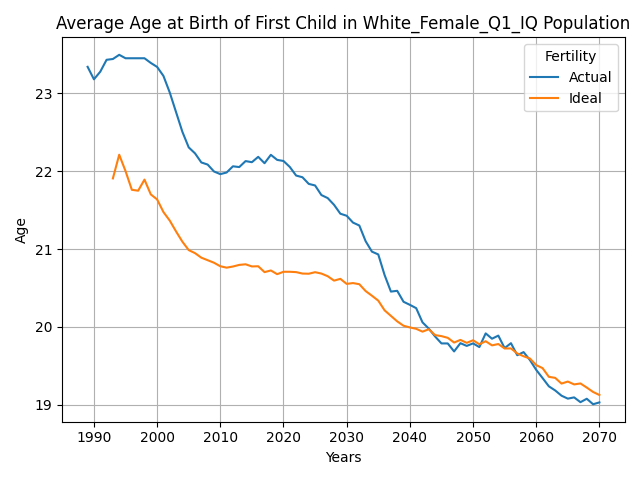 Average Age at Birth of First Child in White_Female_Q1_IQ Population
Fertility
Actual
Ideal
Age
23
22
21
20
19
1990 2000 2010 2020 2030 2040 2050 2060 2070
Years